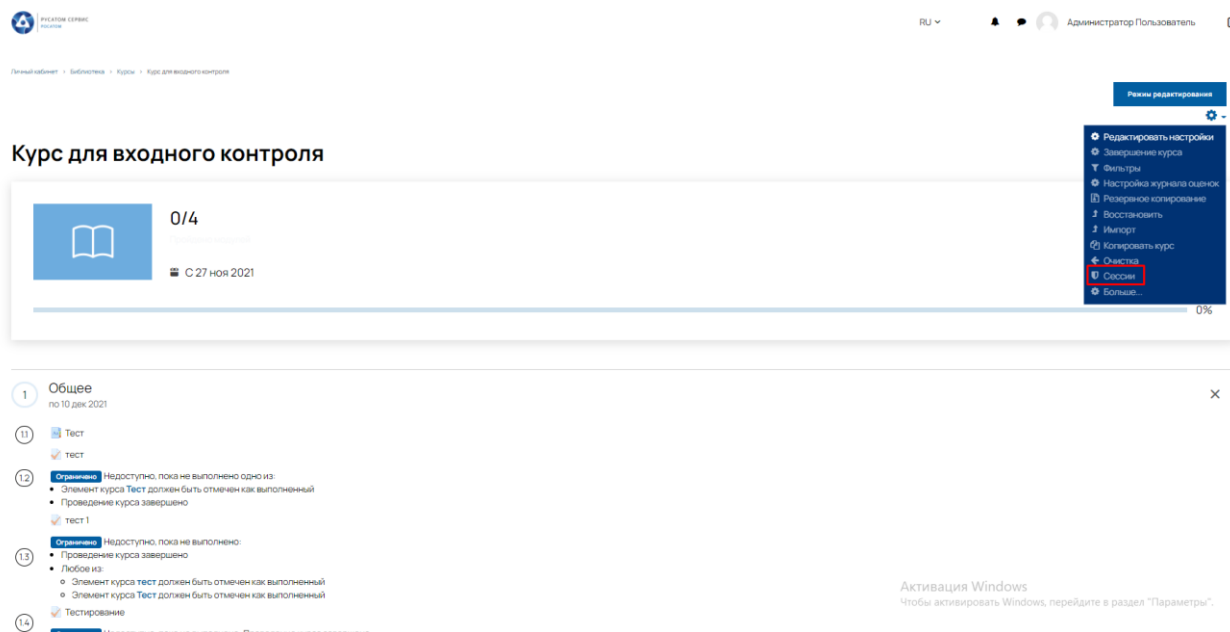 РУСАТОМ СЕРВИС
РОСАТОМ
RU
Администратор Пользователь
Личный кабинет > Библиотека > Курсы > Курс для входного контроля
Режим редактирования
Редактировать настройки
Завершение курса
Фильтры
Настройка журнала оценок
Резервное копирование
Восстановить
Импорт
Копировать курс
Очистка
Сессии
Больше...
Курс для входного контроля
0/4
С 27 ноя 2021
0%
1 Общее
по 10 дек 2021
1.1 Тест
тест
1.2 Ограничено Недоступно, пока не выполнено одно из:
• Элемент курса Тест должен быть отмечен как выполненный
• Проведение курса завершено
тест 1
Ограничено Недоступно, пока не выполнено:
1.3 • Проведение курса завершено
• Любое из:
Элемент курса тест должен быть отмечен как выполненный
Элемент курса Тест должен быть отмечен как выполненный
Тестирование
1.4
Активация Windows
Чтобы активировать Windows, перейдите в раздел "Параметры".